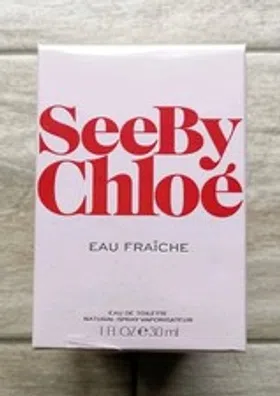 SeeBy
Chloé
EAU FRAÎCHE
EAU DE TOILETTE
NATURAL SPRAY VAPORISATEUR
1 FL OZ ℮ 30 ml